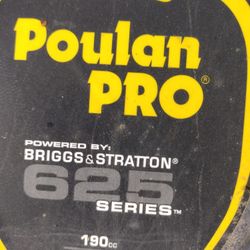 Poulan
PRO®
POWERED BY:
BRIGGS & STRATTON®
625
SERIES™
190cc